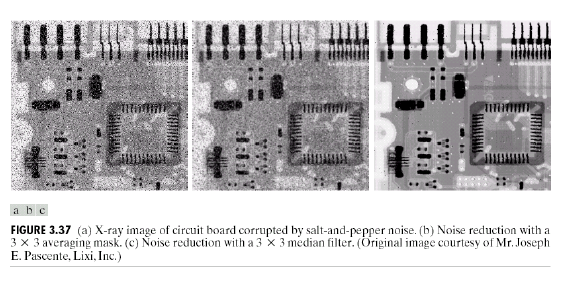 a b c
FIGURE 3.37 (a) X-ray image of circuit board corrupted by salt-and-pepper noise. (b) Noise reduction with a
3 × 3 averaging mask. (c) Noise reduction with a 3 × 3 median filter. (Original image courtesy of Mr. Joseph
E. Pascente, Lixi, Inc.)